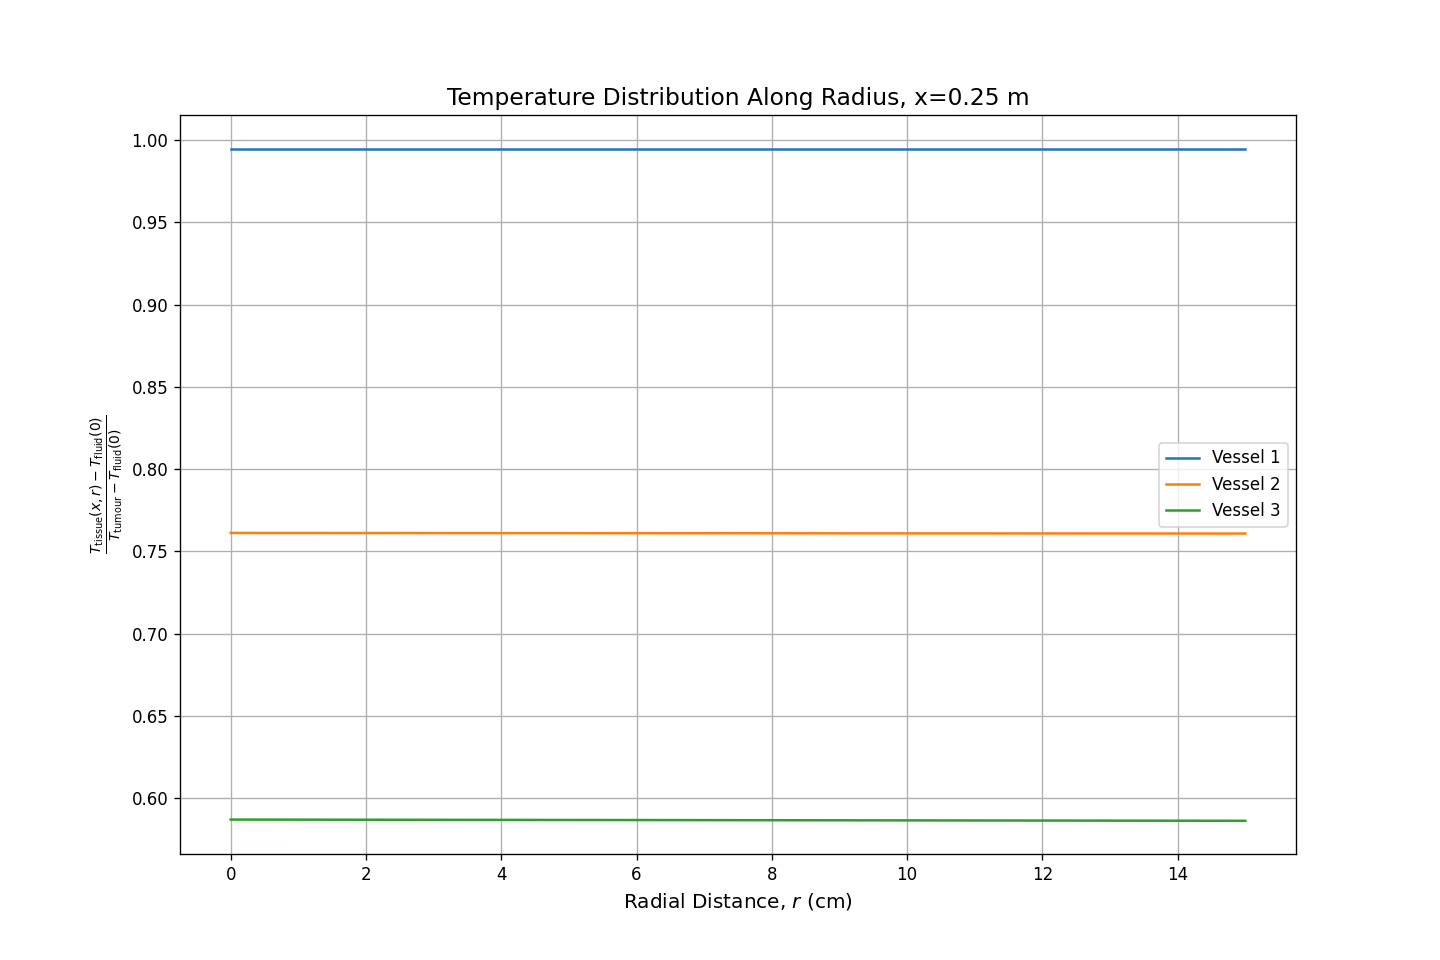 Temperature Distribution Along Radius, x=0.25 m
1.00
0.95
0.90
0.85
0.80
0.75
0.70
0.65
0.60
T_tissue(x, r) − T_fluid(0)
T_tumour − T_fluid(0)
Vessel 1
Vessel 2
Vessel 3
0 2 4 6 8 10 12 14
Radial Distance, r (cm)